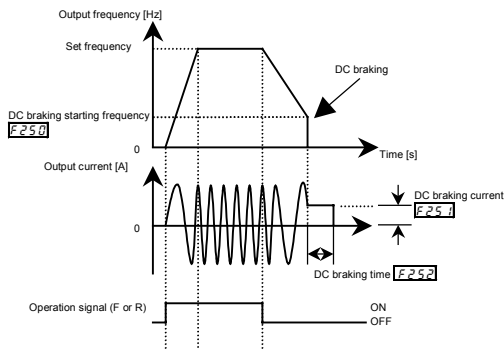 Output frequency [Hz]
Set frequency
DC braking
DC braking starting frequency
F250
0
Time [s]
Output current [A]
DC braking current
F251
0
DC braking time F252
Operation signal (F or R)
ON
OFF